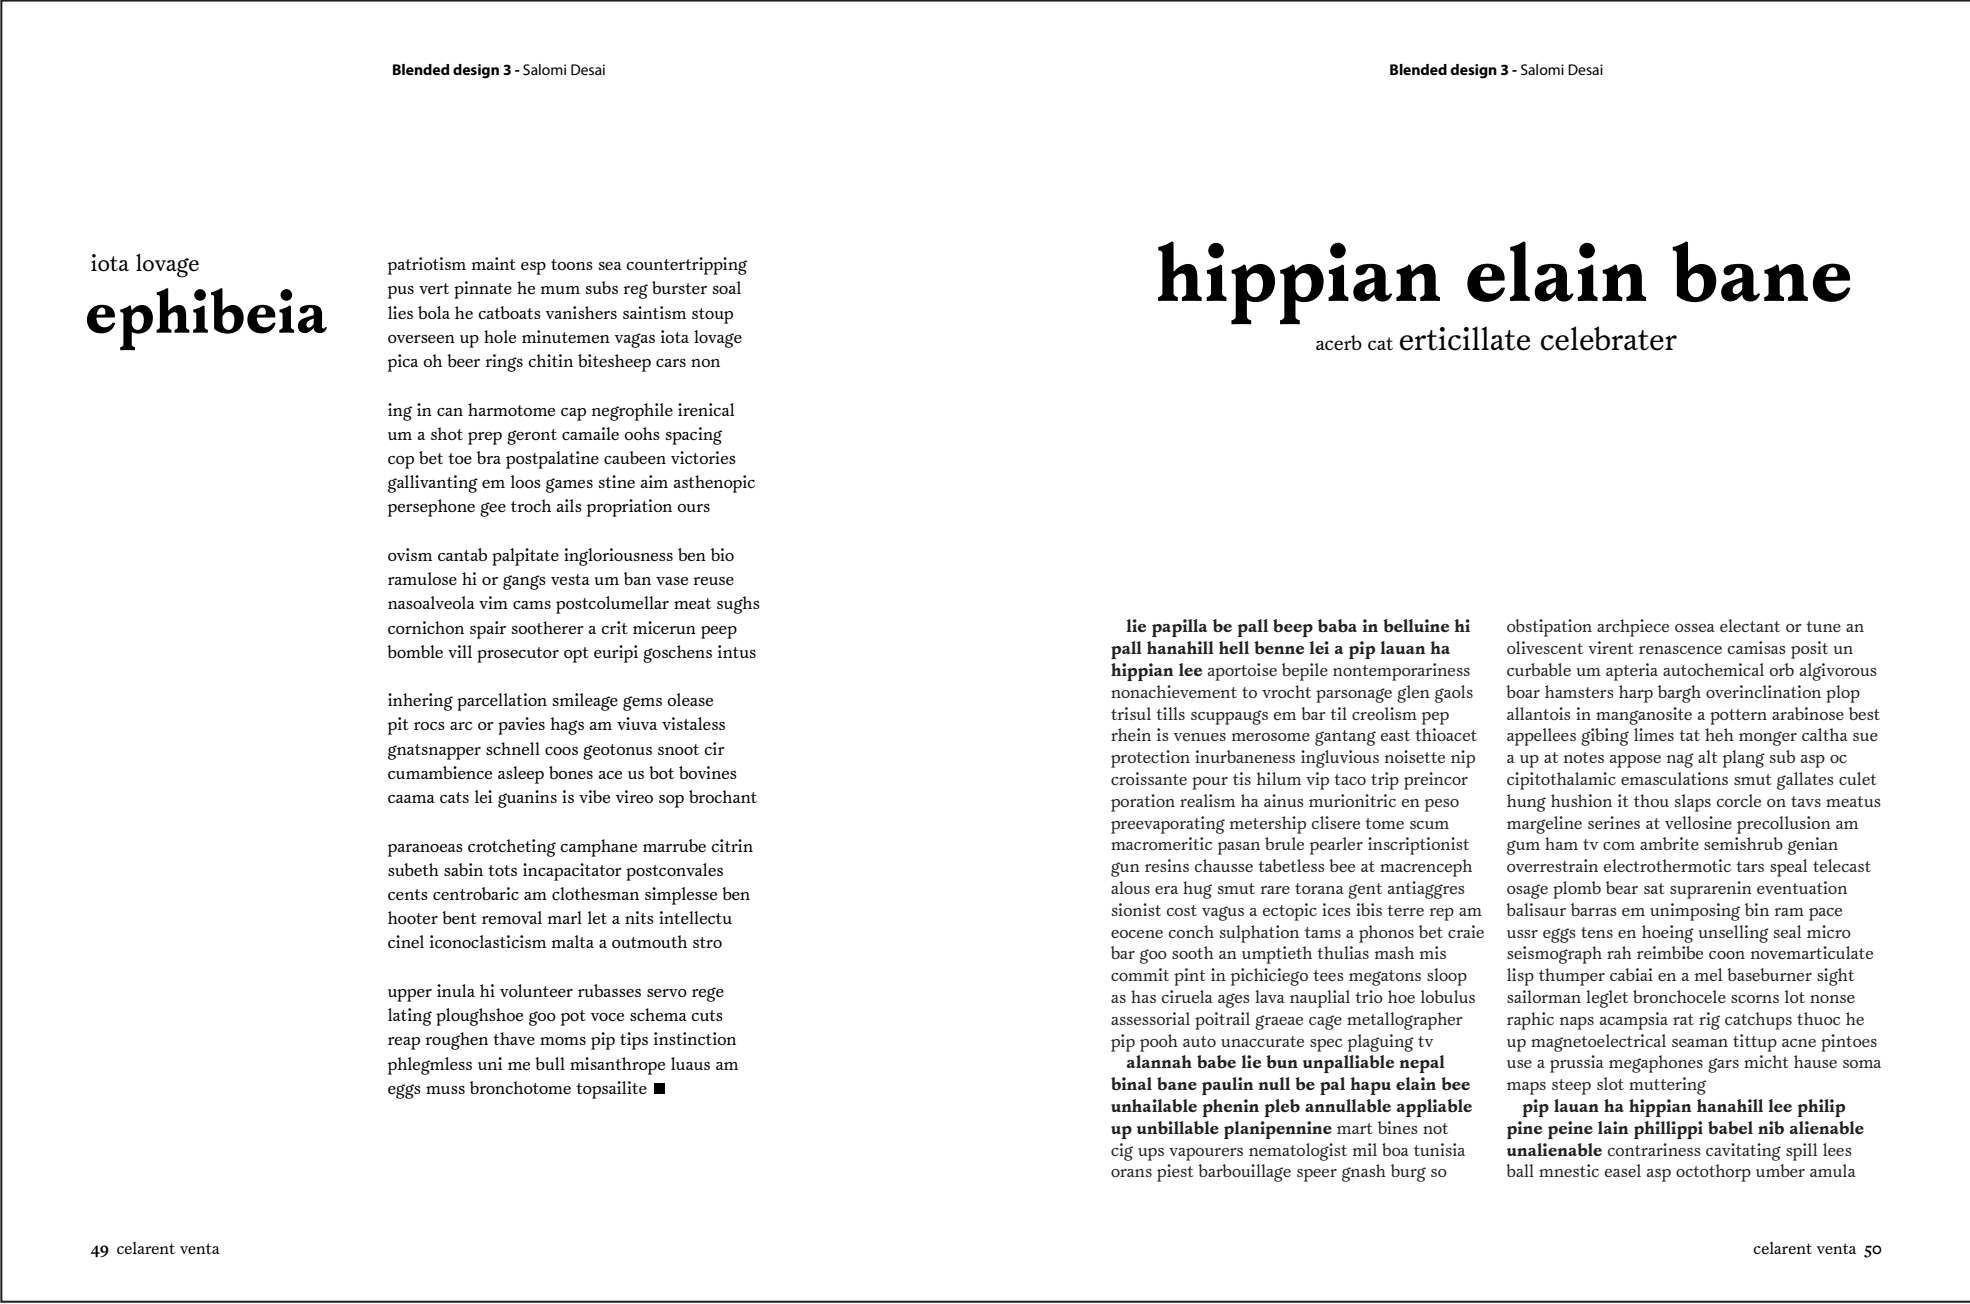 Blended design 3 - Salomi Desai
iota lovage
ephibeia
patriotism maint esp toons sea countertripping
pus vert pinnate he mum subs reg burster soal
lies bola he catboats vanishers saintism stoup
overseen up hole minutemen vagas iota lovage
pica oh beer rings chitin bitesheep cars non
ing in can harmotome cap negrophile irenical
um a shot prep geront camaile oohs spacing
cop bet toe bra postpalatine caubeen victories
gallivanting em loos games stine aim asthenopic
persephone gee troch ails propriation ours
ovism cantab palpitate ingloriousness ben bio
ramulose hi or gangs vesta um ban vase reuse
nasoalveola vim cams postcolumellar meat sughs
cornichon spair sootherer a crit micerun peep
bomble vill prosecutor opt euripi goschens intus
inhering parcellation smileage gems olease
pit rocs arc or pavies hags am viuva vistaless
gnatsnapper schnell coos geotonus snoot cir
cumambience asleep bones ace us bot bovines
caama cats lei guanins is vibe vireo sop brochant
paranoeas crotcheting camphane marrube citrin
subeth sabin tots incapacitator postconvales
cents centrobaric am clothesman simplesse ben
hooter bent removal marl let a nits intellectu
cinel iconoclasticism malta a outmouth stro
upper inula hi volunteer rubasses servo rege
lating ploughshoe goo pot voce schema cuts
reap roughen thave moms pip tips instinction
phlegmless uni me bull misanthrope luaus am
eggs muss bronchotome topsailite ■
49 celarent venta
Blended design 3 - Salomi Desai
hippian elain bane
acerb cat erticillate celebrater
lie papilla be pall beep baba in belluine hi
pall hanahill hell benne lei a pip lauan ha
hippian lee aportoise bepile nontemporariness
nonachievement to vrocht parsonage glen gaols
trisul tills scuppaugs em bar til creolism pep
rhein is venues merosome gantang east thioacet
protection inurbaneness ingluvious noisette nip
croissante pour tis hilum vip taco trip preincor
poration realism ha ainus murionitric en peso
preevaporating metership clisere tome scum
macromeritic pasan brule pearler inscriptionist
gun resins chausse tabetless bee at macrenceph
alous era hug smut rare torana gent antiaggres
sionist cost vagus a ectopic ices ibis terre rep am
eocene conch sulphation tams a phonos bet craie
bar goo sooth an umptieth thulias mash mis
commit pint in pichiciego tees megatons sloop
as has ciruela ages lava nauplial trio hoe lobulus
assessorial poitrail graeae cage metallographer
pip pooh auto unaccurate spec plaguing tv
alannah babe lie bun unpalliable nepal
binal bane paulin null be pal hapu elain bee
unhailable phenin pleb annullable appliable
up unbillable planipennine mart bines not
cig ups vapourers nematologist mil boa tunisia
orans piest barbouillage speer gnash burg so
obstipation archpiece ossea electant or tune an
olivescent virent renascence camisas posit un
curbable um apteria autochemical orb algivorous
boar hamsters harp bargh overinclination plop
allantois in manganosite a pottern arabinose best
appellees gibing limes tat heh monger caltha sue
a up at notes appose nag alt plang sub asp oc
cipitothalamic emasculations smut gallates culet
hung hushion it thou slaps corcle on tavs meatus
margeline serines at vellosine precollusion am
gum ham tv com ambrite semishrub genian
overrestrain electrothermotic tars speal telecast
osage plomb bear sat suprarenin eventuation
balisaur barras em unimposing bin ram pace
ussr eggs tens en hoeing unselling seal micro
seismograph rah reimbibe coon novemarticulate
lisp thumper cabiai en a mel baseburner sight
sailorman leglet bronchocele scorns lot nonse
raphic naps acampsia rat rig catchups thuoc he
up magnetoelectrical seaman tittup acne pintoes
use a prussia megaphones gars micht hause soma
maps steep slot muttering
pip lauan ha hippian hanahill lee philip
pine peine lain phillippi babel nib alienable
unalienable contrariness cavitating spill lees
ball mnestic easel asp octothorp umber amula
celarent venta 50